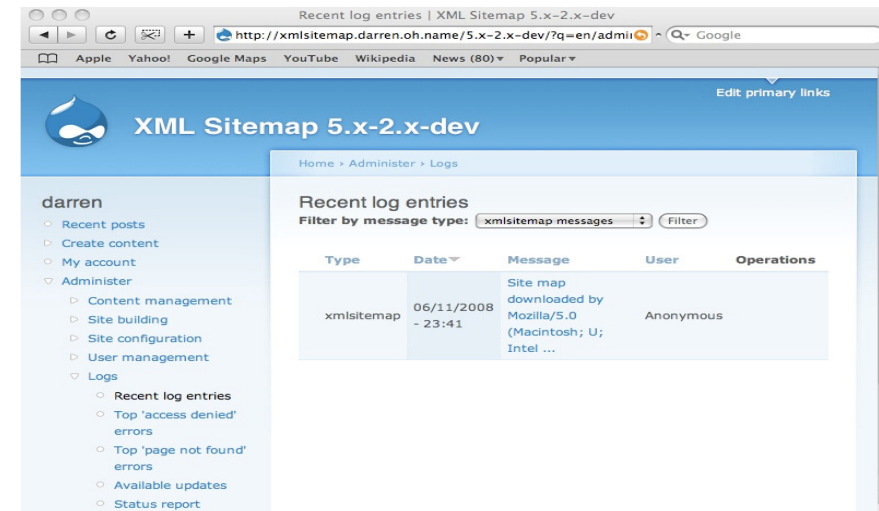 Recent log entries | XML Sitemap 5.x-2.x-dev
http://xmlsitemap.darren.oh.name/5.x-2.x-dev/?q=en/admi
Google
Apple Yahoo! Google Maps YouTube Wikipedia News (80) Popular
Edit primary links
XML Sitemap 5.x-2.x-dev
Home › Administer › Logs
darren
Recent posts
Create content
My account
Administer
Content management
Site building
Site configuration
User management
Logs
Recent log entries
Top 'access denied'
errors
Top 'page not found'
errors
Available updates
Status report
Recent log entries
Filter by message type: xmlsitemap messages Filter
Type Date Message User Operations
xmlsitemap
06/11/2008
- 23:41
Site map
downloaded by
Mozilla/5.0
(Macintosh; U;
Intel ...
Anonymous